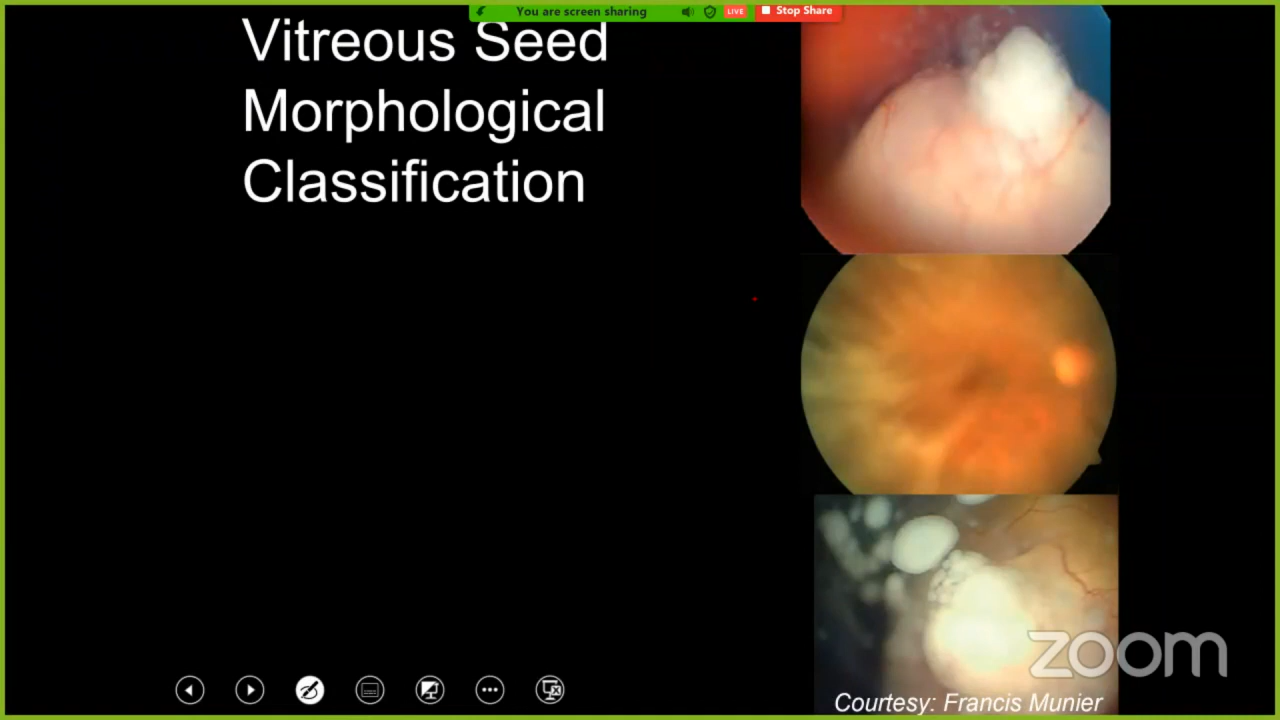 You are screen sharing LIVE Stop Share
Vitreous Seed
Morphological
Classification
zoom
Courtesy: Francis Munier